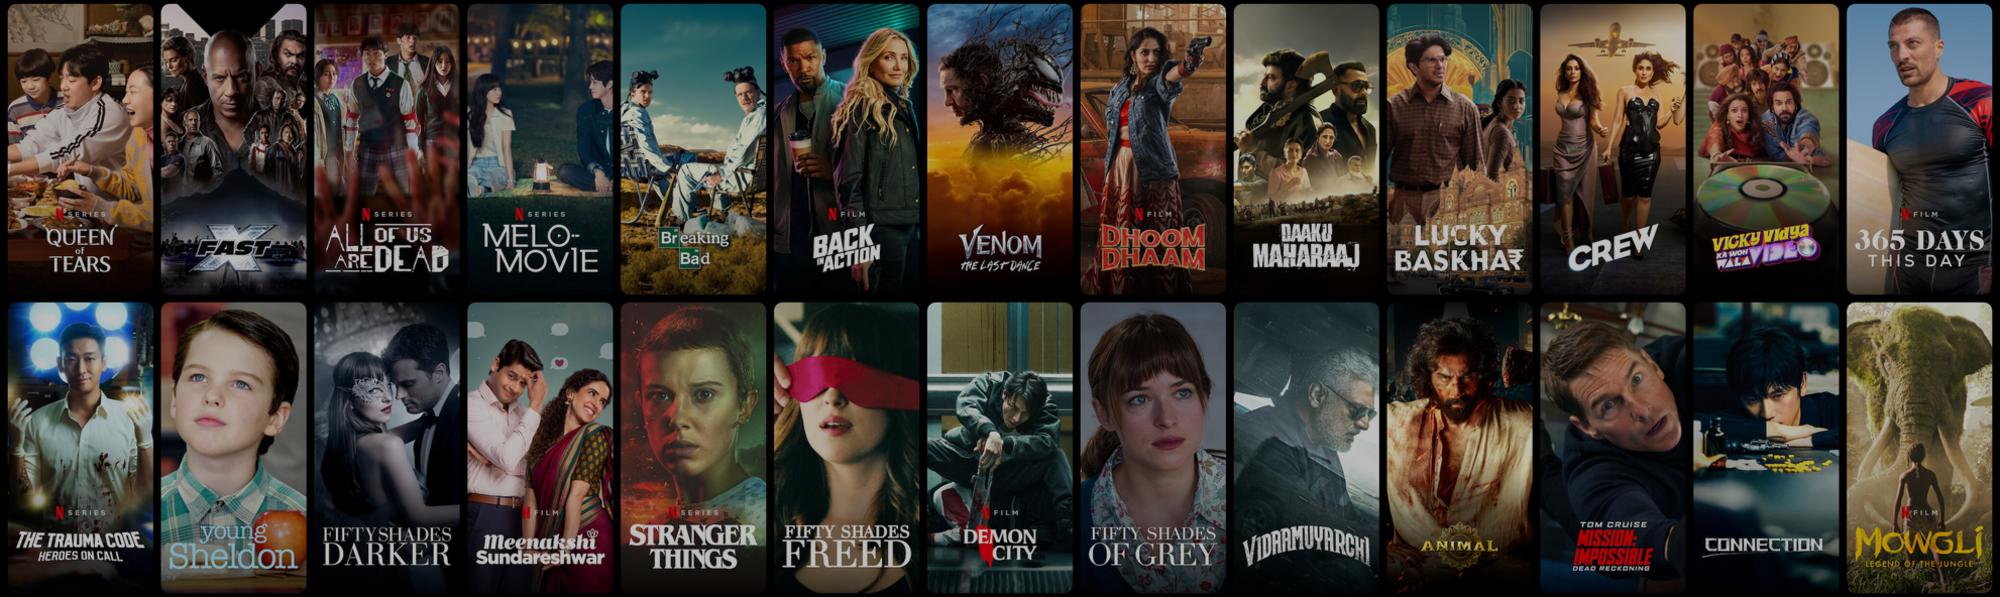 N SERIES
QUEEN
of
TEARS
FAST X
N SERIES
ALL OF US
ARE DEAD
N SERIES
MELO-
MOVIE
Breaking
Bad
N FILM
BACK
IN ACTION
VENOM
THE LAST DANCE
N FILM
DHOOM
DHAAM
DAAKU
MAHARAAJ
LUCKY
BASKHA₹
CREW
VICKY Vidya
KA WOH
WALA VIDEO
N FILM
365 DAYS
THIS DAY
N SERIES
THE TRAUMA CODE
HEROES ON CALL
young
Sheldon
FIFTY SHADES
DARKER
N FILM
Meenakshi
Sundareshwar
N SERIES
STRANGER
THINGS
FIFTY SHADES
FREED
N FILM
DEMON
CITY
FIFTY SHADES
OF GREY
VIDAAMUYARCHI
ANIMAL
TOM CRUISE
MISSION:
IMPOSSIBLE
DEAD RECKONING
CONNECTION
N FILM
MOWGLI
LEGEND OF THE JUNGLE